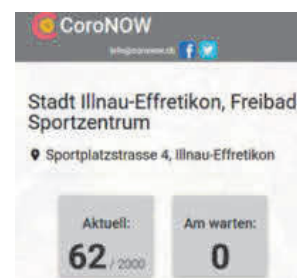 CoroNOW
info@coronow.ch
Stadt Illnau-Effretikon, Freibad
Sportzentrum
Sportplatzstrasse 4, Illnau-Effretikon
Aktuell: Am warten:
62 / 2000 0